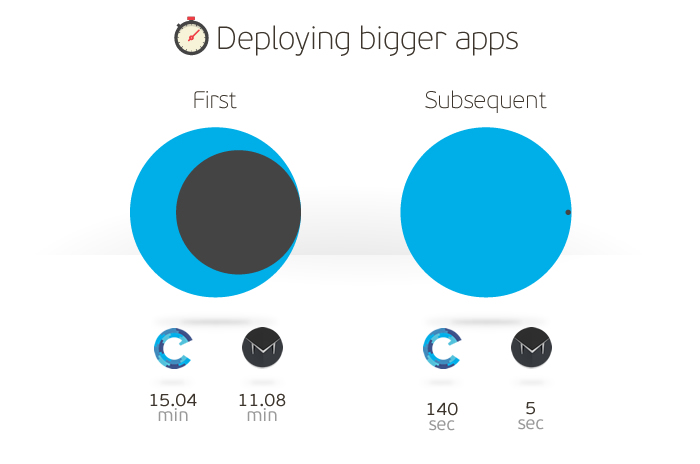 Deploying bigger apps
First
Subsequent
15.04 min
11.08 min
140 sec
5 sec